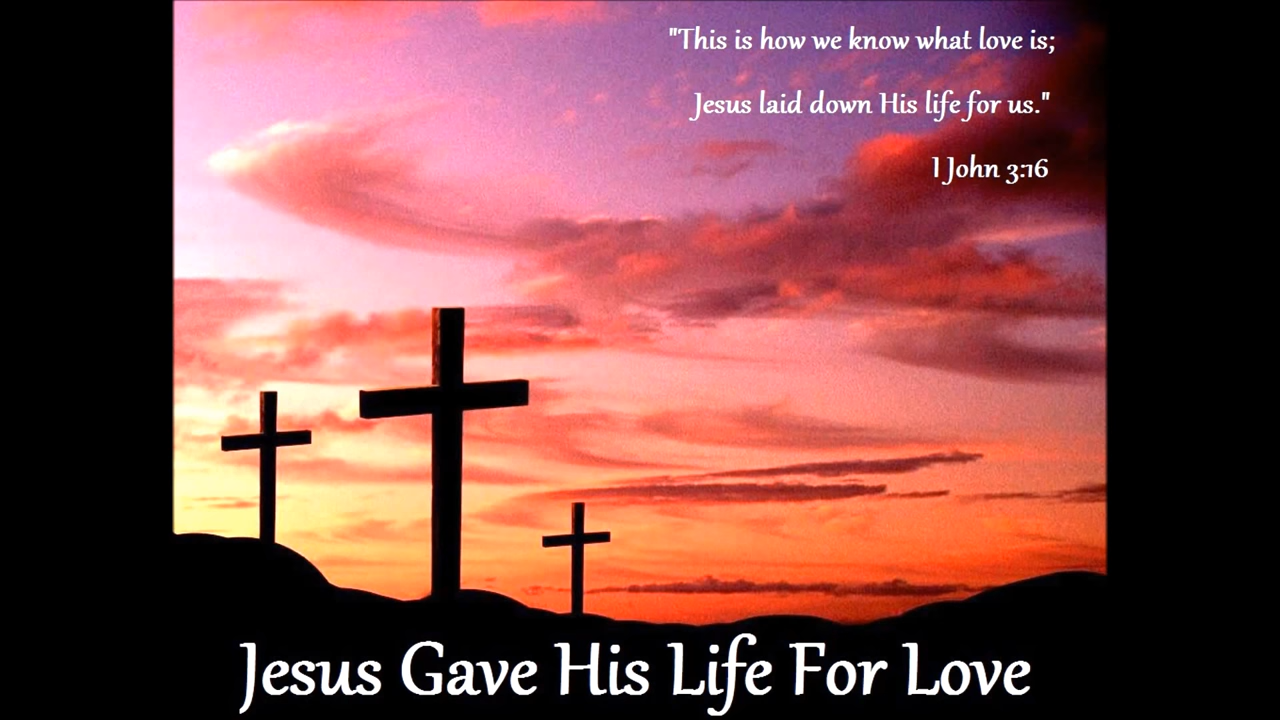 "This is how we know what love is;
Jesus laid down His life for us."
I John 3:16
Jesus Gave His Life For Love